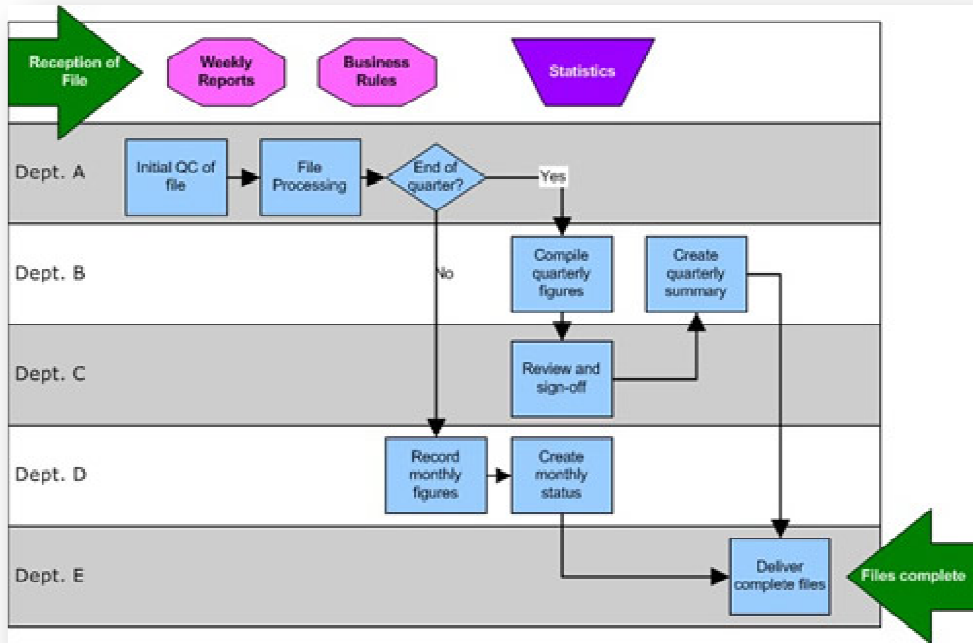 Reception of
File
Weekly
Reports
Business
Rules
Statistics
Dept. A
Initial QC of
file
File
Processing
End of
quarter?
Yes
Dept. B
No
Compile
quarterly
figures
Create
quarterly
summary
Dept. C
Review and
sign-off
Dept. D
Record
monthly
figures
Create
monthly
status
Dept. E
Deliver
complete files
Files complete